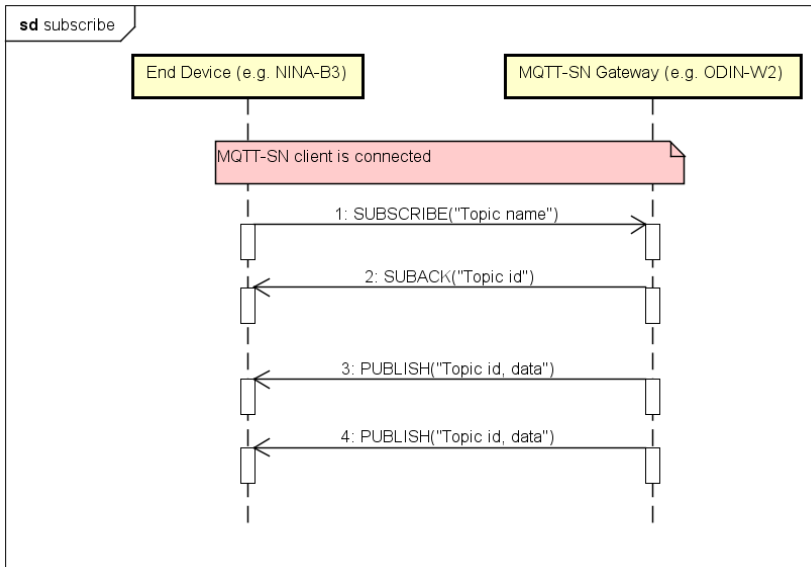 sd subscribe
End Device (e.g. NINA-B3)
MQTT-SN Gateway (e.g. ODIN-W2)
MQTT-SN client is connected
1: SUBSCRIBE("Topic name")
2: SUBACK("Topic id")
3: PUBLISH("Topic id, data")
4: PUBLISH("Topic id, data")